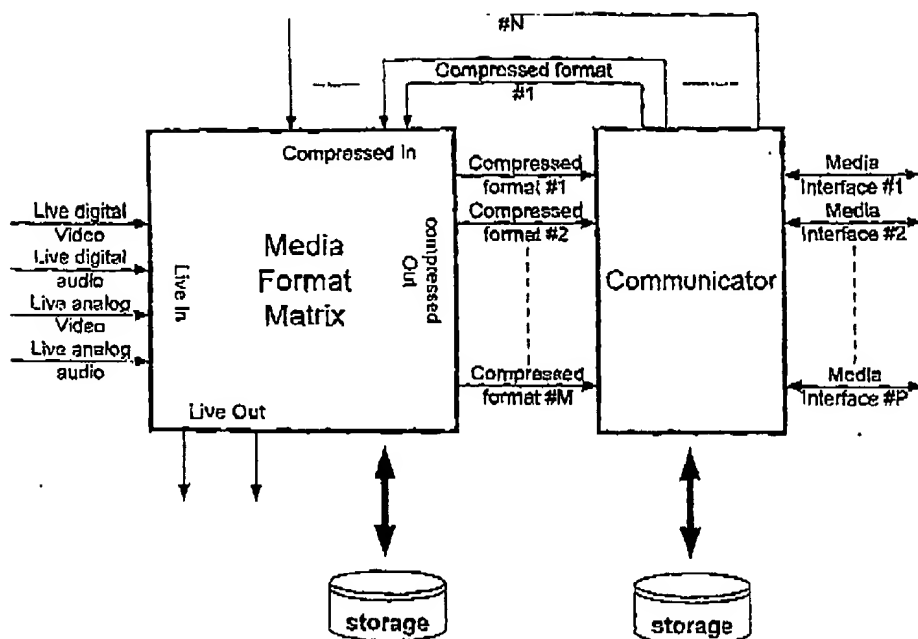 #N
Compressed format
#1
Compressed In
Compressed
format #1
Compressed
format #2
Compressed
format #M
Media
Interface #1
Media
Interface #2
Media
Interface #P
Live digital
Video
Live digital
audio
Live analog
Video
Live analog
audio
Live In
Media
Format
Matrix
compressed
Out
Communicator
Live Out
storage
storage